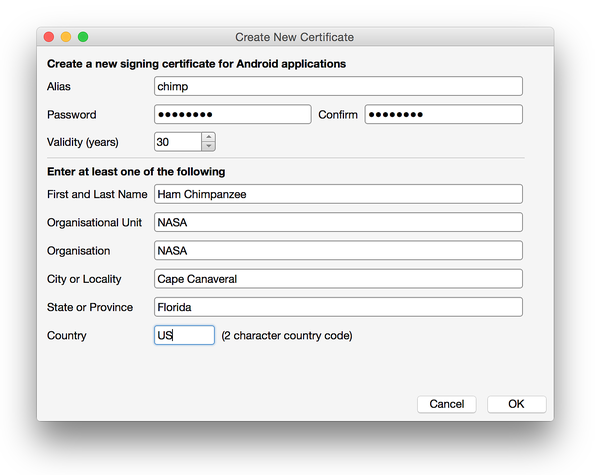 Create New Certificate
Create a new signing certificate for Android applications
Alias chimp
Password ●●●●●●●● Confirm ●●●●●●●●
Validity (years) 30
Enter at least one of the following
First and Last Name Ham Chimpanzee
Organisational Unit NASA
Organisation NASA
City or Locality Cape Canaveral
State or Province Florida
Country US (2 character country code)
Cancel OK